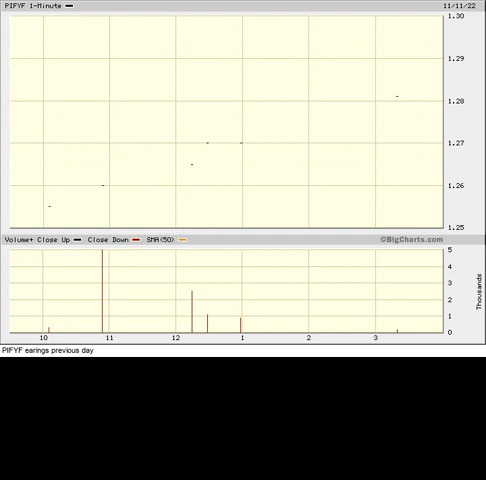 PIFYF 1-Minute 11/11/22
1.30
1.29
1.28
1.27
1.26
1.25
Volume+ Close Up Close Down SMA(50) ©BigCharts.com
5
4
3
2
1
0
Thousands
10 11 12 1 2 3
PIFYF earings previous day